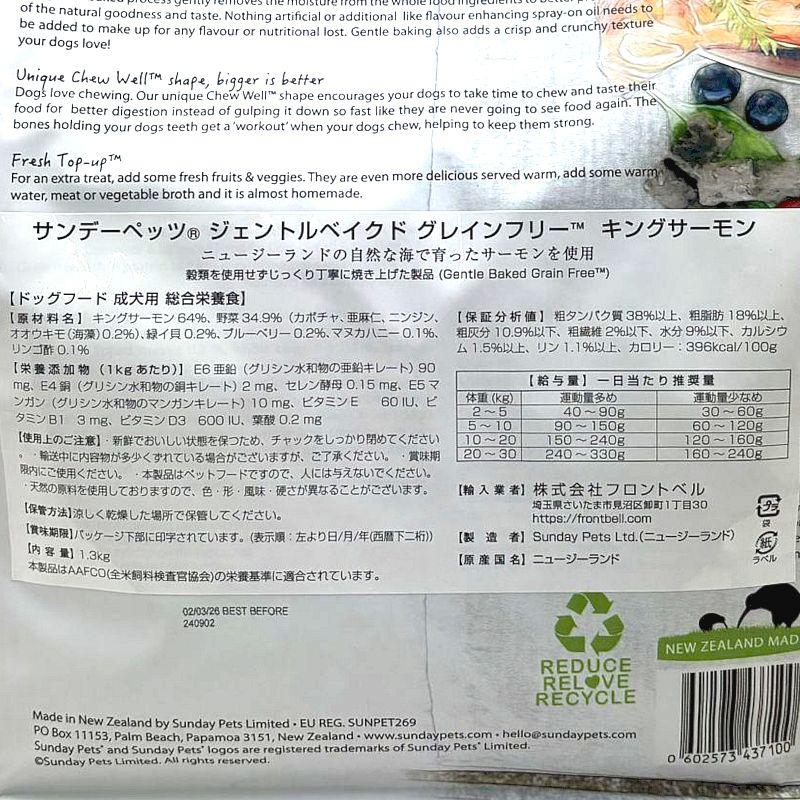 of the natural goodness and taste. Nothing artificial or additional like flavour enhancing spray-on oil needs to
be added to make up for any flavour or nutritional lost. Gentle baking also adds a crisp and crunchy texture
your dogs love!
Unique Chew Well™ shape, bigger is better
Dogs love chewing. Our unique Chew Well™ shape encourages your dogs to take time to chew and taste their
food for better digestion instead of gulping it down so fast like they are never going to see food again. The
bones holding your dogs teeth get a 'workout' when your dogs chew, helping to keep them strong.
Fresh Top-up™
For an extra treat, add some fresh fruits & veggies. They are even more delicious served warm, add some warm
water, meat or vegetable broth and it is almost homemade.
サンデーペッツ® ジェントルベイクド グレインフリー™ キングサーモン
ニュージーランドの自然な海で育ったサーモンを使用
穀類を使用せずじっくり丁寧に焼き上げた製品 (Gentle Baked Grain Free™)
【ドッグフード 成犬用 総合栄養食】
【原材料名】 キングサーモン 64%、野菜 34.9% (カボチャ、亜麻仁、ニンジン、
オオウキモ(海藻) 0.2%)、緑イ貝 0.2%、ブルーベリー 0.2%、マヌカハニー 0.1%、
リンゴ酢 0.1%
【栄養添加物 (1kgあたり)】 E6 亜鉛 (グリシン水和物の亜鉛キレート) 90
mg、E4 銅 (グリシン水和物の銅キレート) 2 mg、セレン酵母 0.15 mg、E5 マ
ンガン (グリシン水和物のマンガンキレート) 10 mg、ビタミン E 60 IU、ビ
タミンB1 3 mg、ビタミンD3 600 IU、葉酸 0.2 mg
【使用上のご注意】・新鮮でおいしい状態を保つため、チャックをしっかり閉めてください
。 ・輸送中に内容物が多少くずれている場合がございますが、ご了承ください。 ・賞味期
限内にご使用ください。 ・本製品はペットフードですので、人には与えないでください。
・天然の原料を使用しておりますので、色・形・風味・硬さが異なることがございます。
【保管方法】涼しく乾燥した場所で保管してください。
【賞味期限】パッケージ下部に印字されています。(表示順：左より日/月/年(西暦下二桁))
【内 容 量】1.3kg
本製品はAAFCO(全米飼料検査官協会)の栄養基準に適合されています。
【保証分析値】 粗タンパク質 38%以上、粗脂肪 18%以上、
粗灰分 10.9%以下、粗繊維 2%以下、水分 9%以下、カルシウ
ム 1.5%以上、リン 1.1%以上、カロリー：396kcal/100g
【給与量】一日当たり推奨量
体重 (kg) 運動量多め 運動量少なめ
2～5 40～90g 30～60g
5～10 90～150g 60～120g
10～20 150～240g 120～160g
20～30 240～330g 160～240g
【輸入業者】 株式会社フロントベル
埼玉県さいたま市見沼区卸町1丁目30
https://frontbell.com
【製 造 者】 Sunday Pets Ltd.(ニュージーランド)
【原産国名】 ニュージーランド
プラ
袋
紙
ラベル
02/03/26 BEST BEFORE
240902
REDUCE
RELOVE
RECYCLE
NEW ZEALAND MAD
0 602573 437100
Made in New Zealand by Sunday Pets Limited • EU REG. SUNPET269
PO Box 11153, Palm Beach, Papamoa 3151, New Zealand • www.sundaypets.com • hello@sundaypets.com
Sunday Pets® and Sunday Pets® logos are registered trademarks of Sunday Pets® Limited.
©Sunday Pets Limited. All rights reserved.